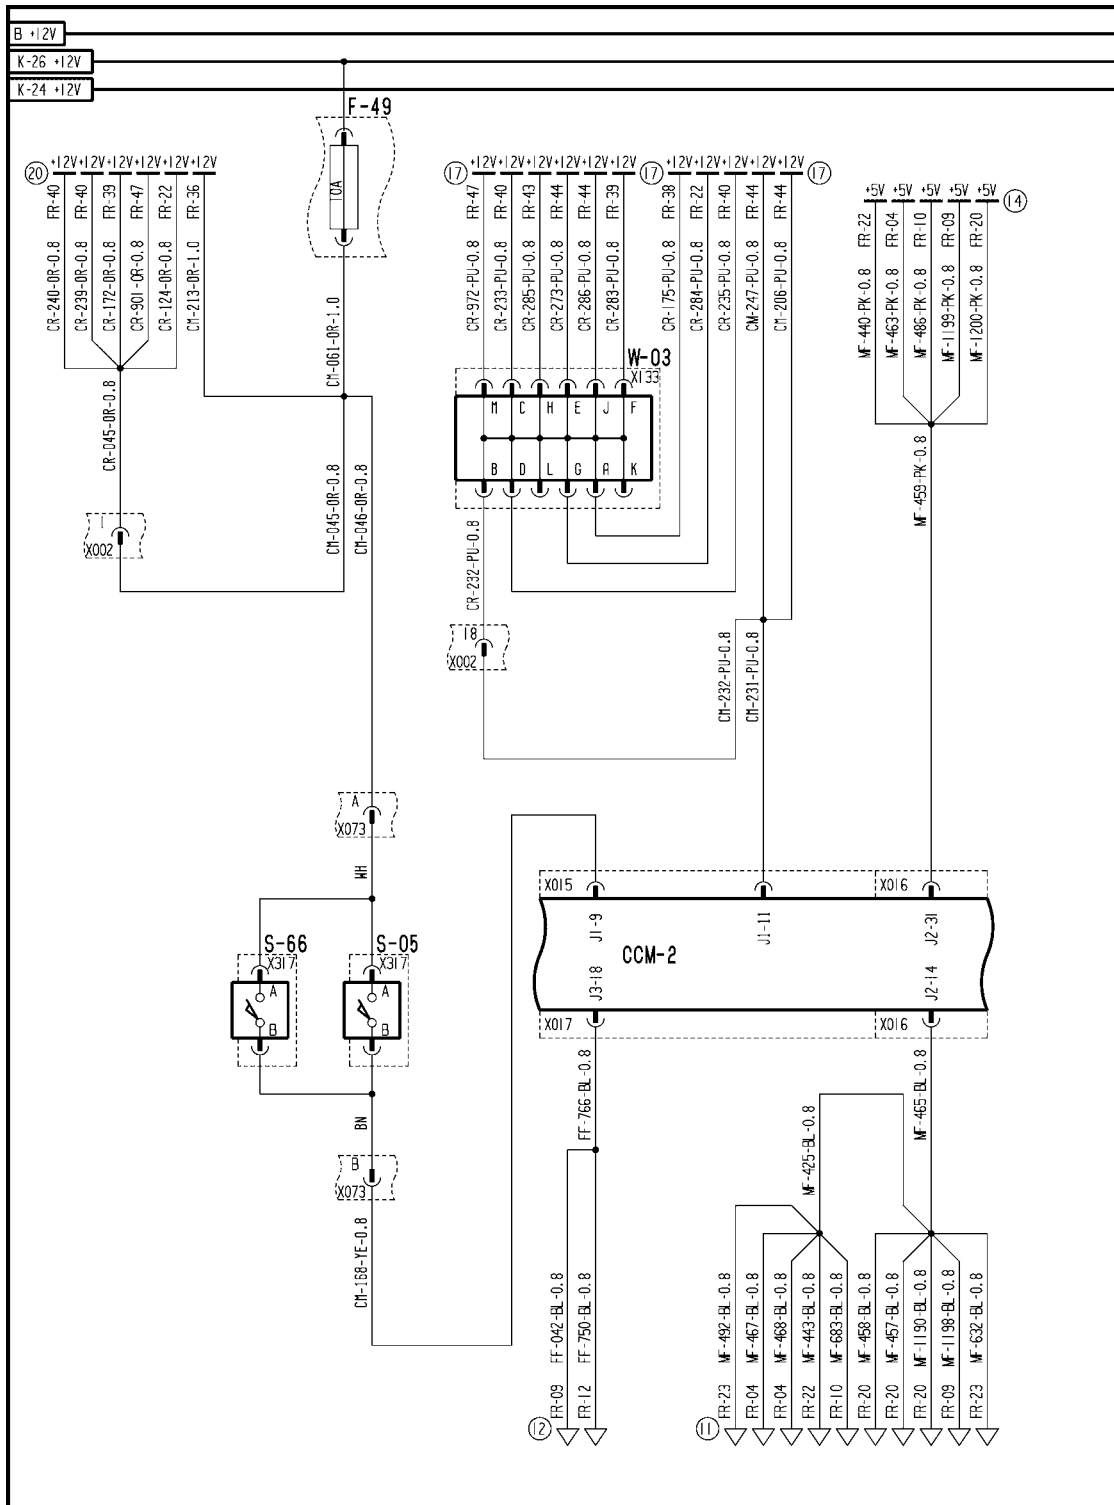 B +12V
K-26 +12V
K-24 +12V
F-49
10A
20
+12V +12V +12V +12V +12V +12V
FR-40
FR-40
FR-39
FR-47
FR-22
FR-36
CR-240-OR-0.8
CR-239-OR-0.8
CR-172-OR-0.8
CR-901-OR-0.8
CR-124-OR-0.8
CM-213-OR-1.0
CM-061-OR-1.0
17
+12V +12V +12V +12V +12V +12V
FR-47
FR-40
FR-43
FR-44
FR-44
FR-39
CR-972-PU-0.8
CR-233-PU-0.8
CR-285-PU-0.8
CR-273-PU-0.8
CR-286-PU-0.8
CR-283-PU-0.8
17
+12V +12V +12V +12V +12V
17
FR-38
FR-22
FR-40
FR-44
FR-44
CR-175-PU-0.8
CR-284-PU-0.8
CR-235-PU-0.8
CM-247-PU-0.8
CM-206-PU-0.8
+5V +5V +5V +5V +5V
14
FR-22
FR-04
FR-10
FR-09
FR-20
MF-440-PK-0.8
MF-463-PK-0.8
MF-486-PK-0.8
MF-1199-PK-0.8
MF-1200-PK-0.8
W-03
X133
M C H E J F
B D L G A K
CR-045-OR-0.8
CM-045-OR-0.8
CM-046-OR-0.8
MF-459-PK-0.8
1
X002
CR-232-PU-0.8
18
X002
CM-232-PU-0.8
CM-231-PU-0.8
A
X073
WH
S-66
X317
A
B
S-05
X317
A
B
BN
B
X073
CM-168-YE-0.8
X015
X016
J1-9
J1-11
J2-31
CCM-2
J3-18
J2-14
X017
X016
FF-766-BL-0.8
MF-465-BL-0.8
MF-425-BL-0.8
FF-042-BL-0.8
FF-750-BL-0.8
MF-492-BL-0.8
MF-467-BL-0.8
MF-468-BL-0.8
MF-443-BL-0.8
MF-683-BL-0.8
MF-458-BL-0.8
MF-457-BL-0.8
MF-1190-BL-0.8
MF-1198-BL-0.8
MF-632-BL-0.8
12
FR-09
FR-12
11
FR-23
FR-04
FR-04
FR-22
FR-10
FR-20
FR-20
FR-20
FR-09
FR-23